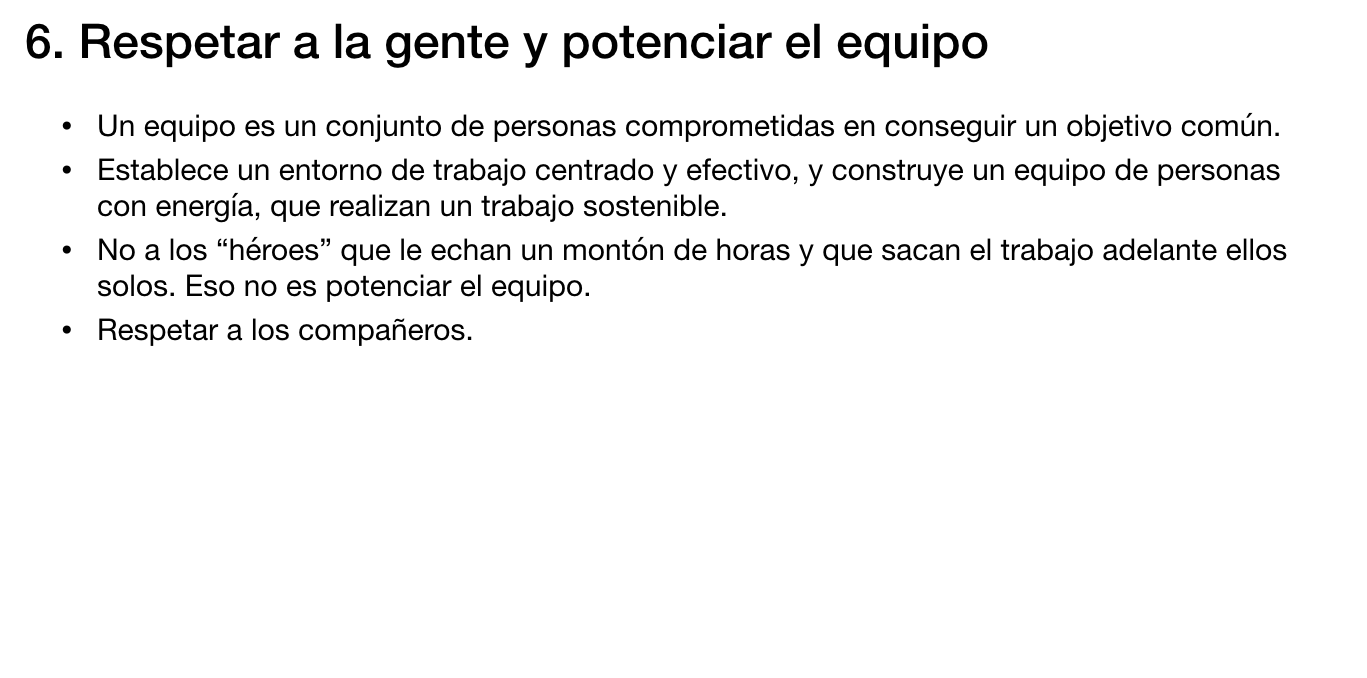 6. Respetar a la gente y potenciar el equipo
• Un equipo es un conjunto de personas comprometidas en conseguir un objetivo común.
• Establece un entorno de trabajo centrado y efectivo, y construye un equipo de personas
con energía, que realizan un trabajo sostenible.
• No a los “héroes” que le echan un montón de horas y que sacan el trabajo adelante ellos
solos. Eso no es potenciar el equipo.
• Respetar a los compañeros.